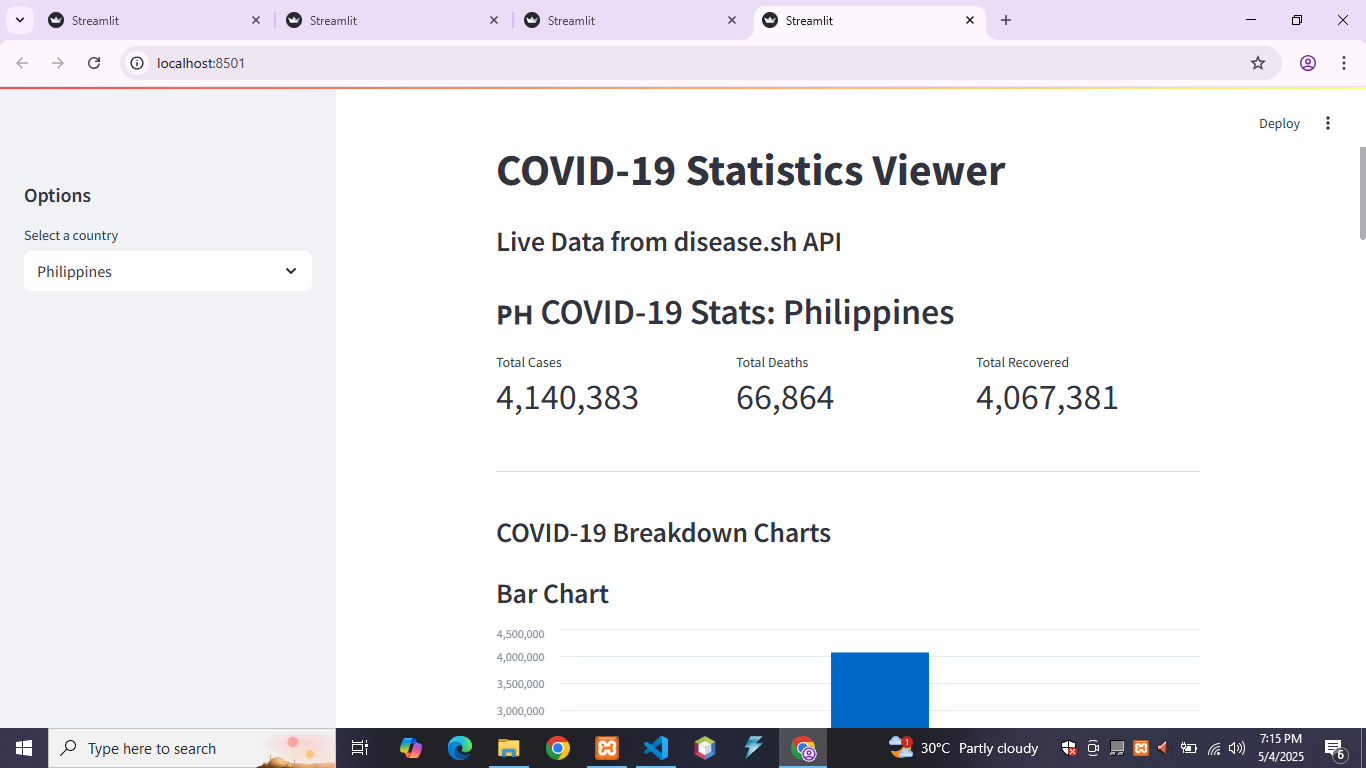 Streamlit
Streamlit
Streamlit
Streamlit
localhost:8501
Deploy
Options
Select a country
Philippines
COVID-19 Statistics Viewer
Live Data from disease.sh API
PH COVID-19 Stats: Philippines
Total Cases
Total Deaths
Total Recovered
4,140,383
66,864
4,067,381
COVID-19 Breakdown Charts
Bar Chart
4,500,000
4,000,000
3,500,000
3,000,000
Type here to search
1
30°C Partly cloudy
7:15 PM
5/4/2025
6